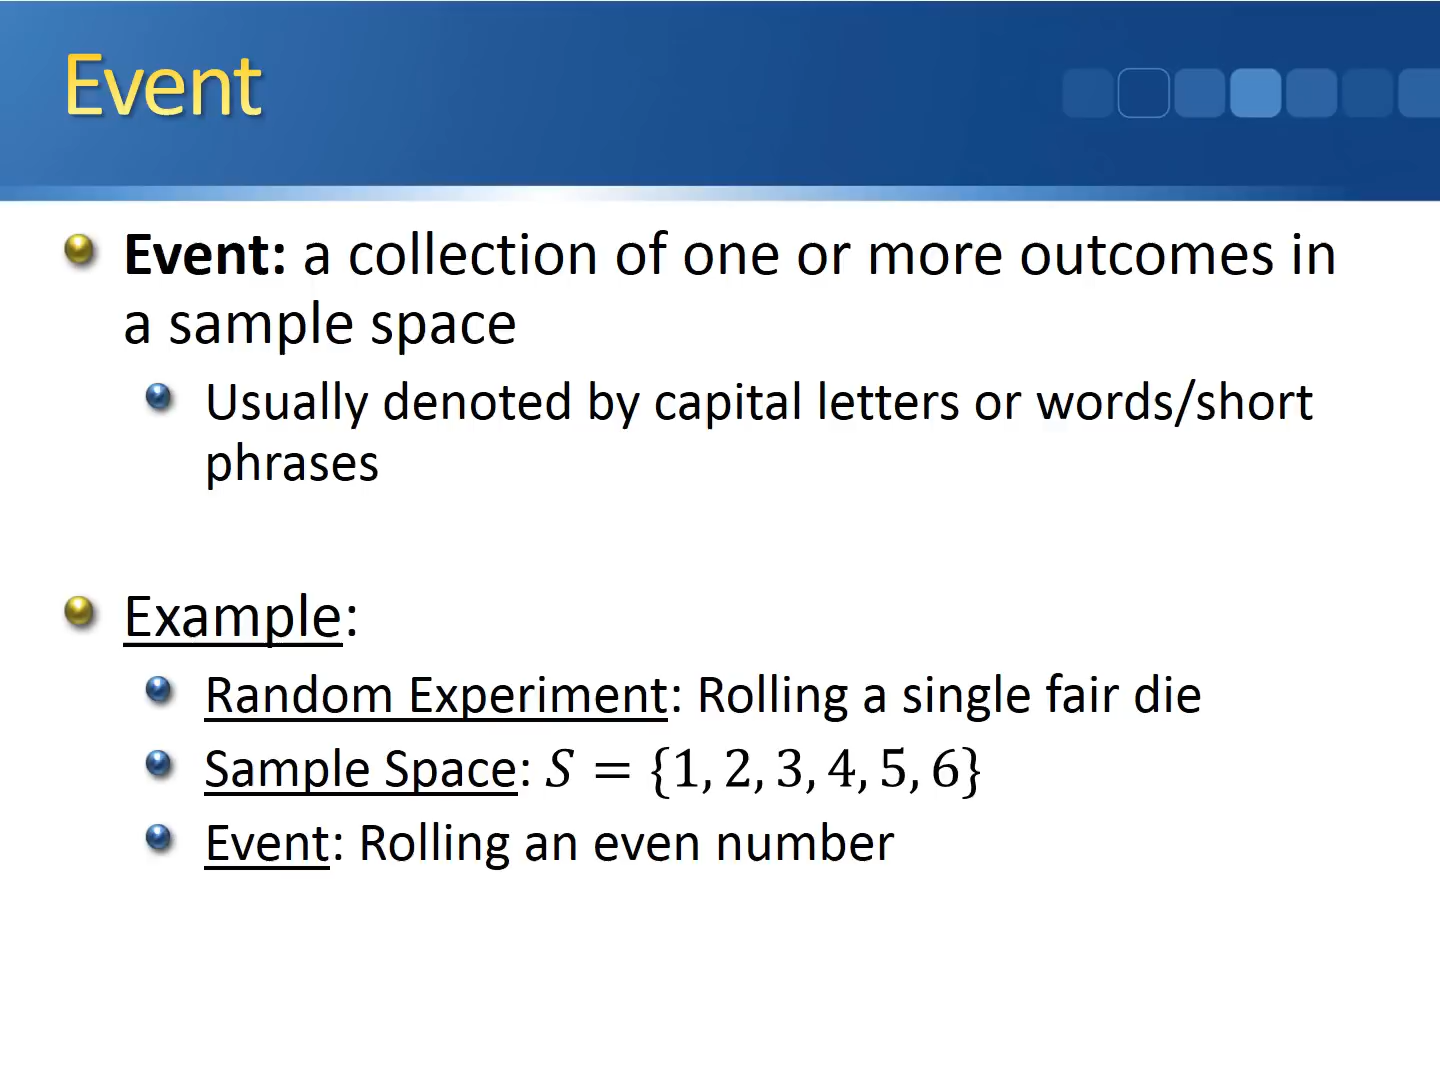 Event
Event: a collection of one or more outcomes in
a sample space
Usually denoted by capital letters or words/short
phrases
Example:
Random Experiment: Rolling a single fair die
Sample Space: S = {1, 2, 3, 4, 5, 6}
Event: Rolling an even number